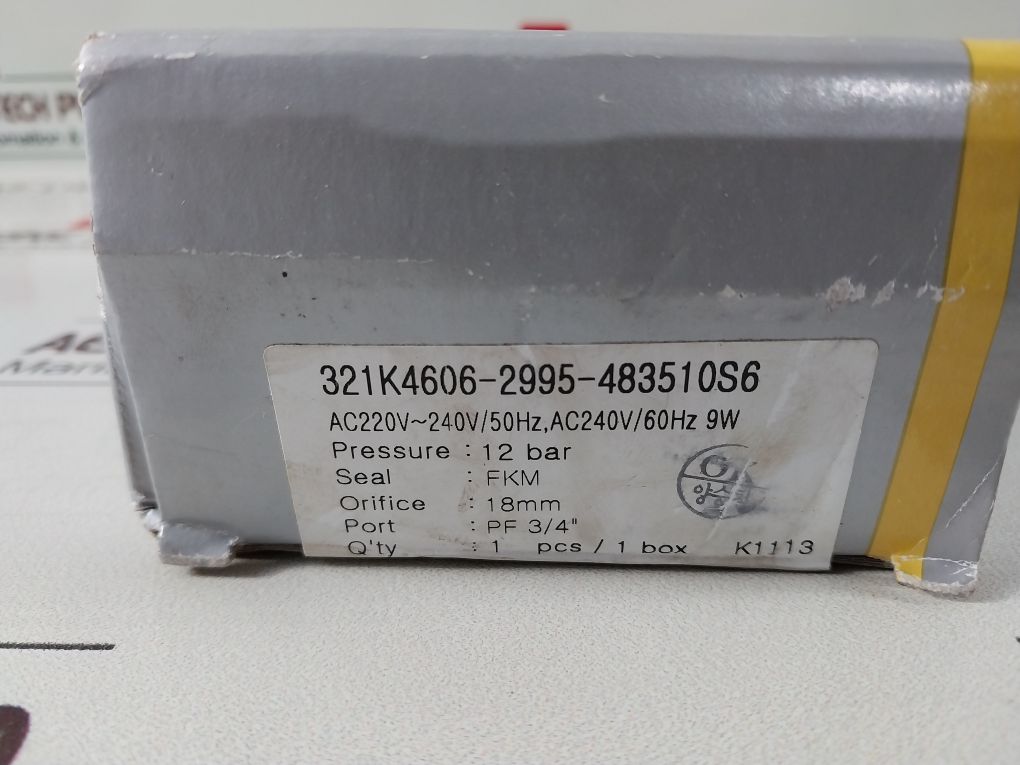 TECH
321K4606-2995-483510S6
AC220V~240V/50Hz,AC240V/60Hz 9W
Pressure : 12 bar
Seal : FKM
Orifice : 18mm
Port : PF 3/4"
Q'ty : 1 pcs / 1 box K1113